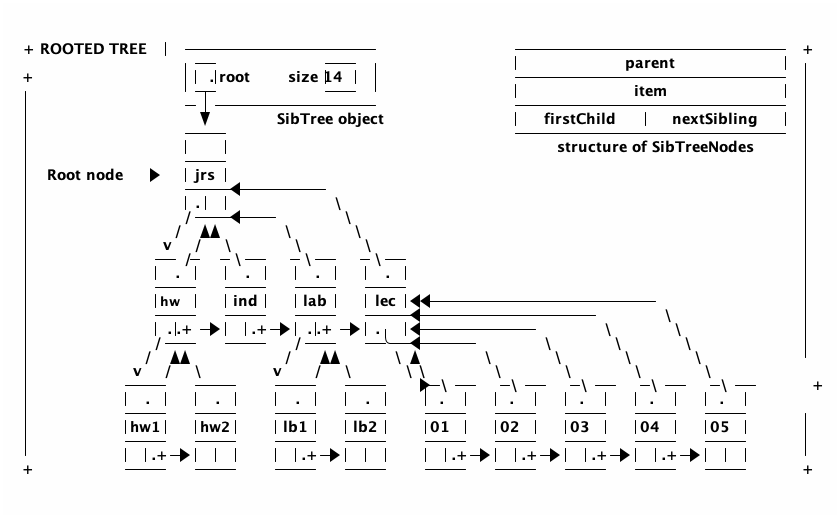 ROOTED TREE
root size 14
parent
item
firstChild nextSibling
SibTree object
structure of SibTreeNodes
Root node jrs
v
hw ind lab lec
v v
hw1 hw2 lb1 lb2 01 02 03 04 05